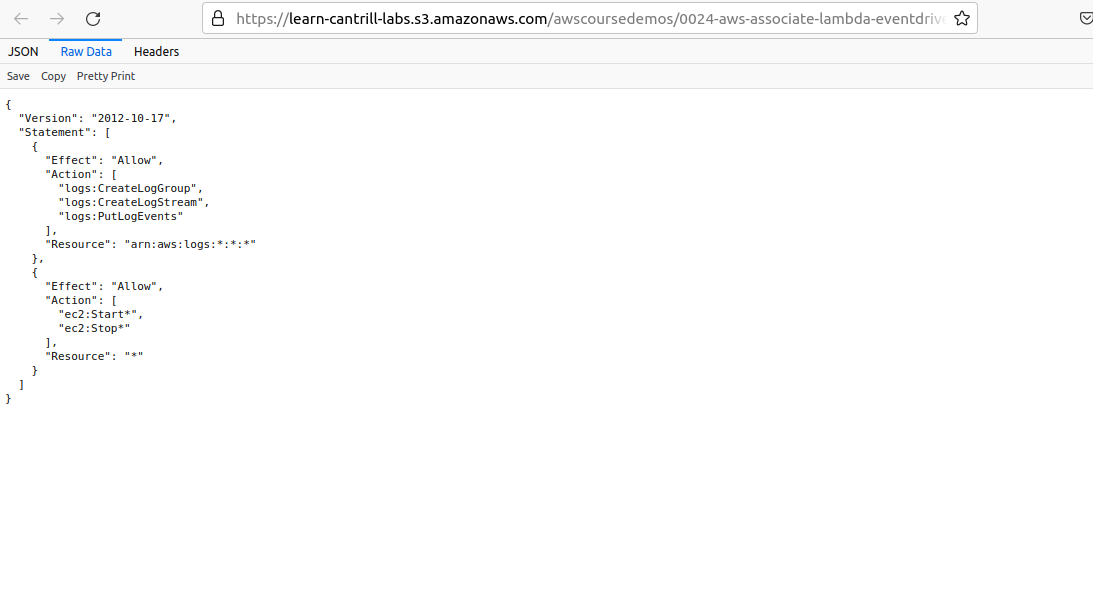 https://learn-cantrill-labs.s3.amazonaws.com/awscoursedemos/0024-aws-associate-lambda-eventdrive
JSON Raw Data Headers
Save Copy Pretty Print
{
  "Version": "2012-10-17",
  "Statement": [
    {
      "Effect": "Allow",
      "Action": [
        "logs:CreateLogGroup",
        "logs:CreateLogStream",
        "logs:PutLogEvents"
      ],
      "Resource": "arn:aws:logs:*:*:*"
    },
    {
      "Effect": "Allow",
      "Action": [
        "ec2:Start*",
        "ec2:Stop*"
      ],
      "Resource": "*"
    }
  ]
}